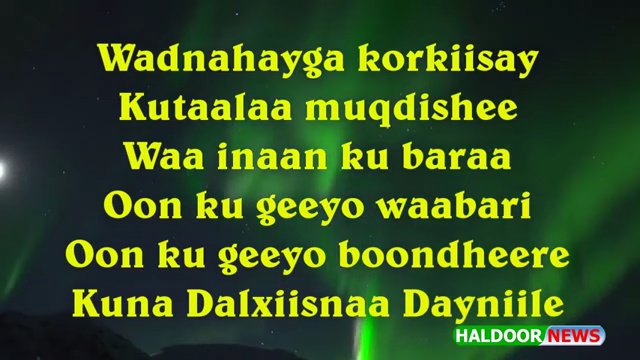 Wadnahayga korkiisay
Kutaalaa muqdishee
Waa inaan ku baraa
Oon ku geeyo waabari
Oon ku geeyo boondheere
Kuna Dalxiisnaa Dayniile
HALDOOR NEWS